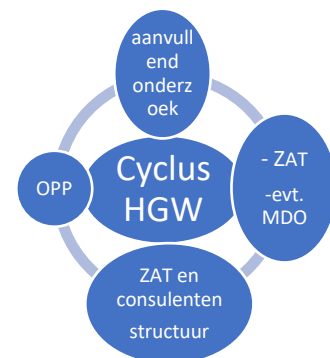 aanvull
end
onderz
oek
Cyclus
HGW
- ZAT
-evt.
MDO
OPP
ZAT en
consulenten
structuur